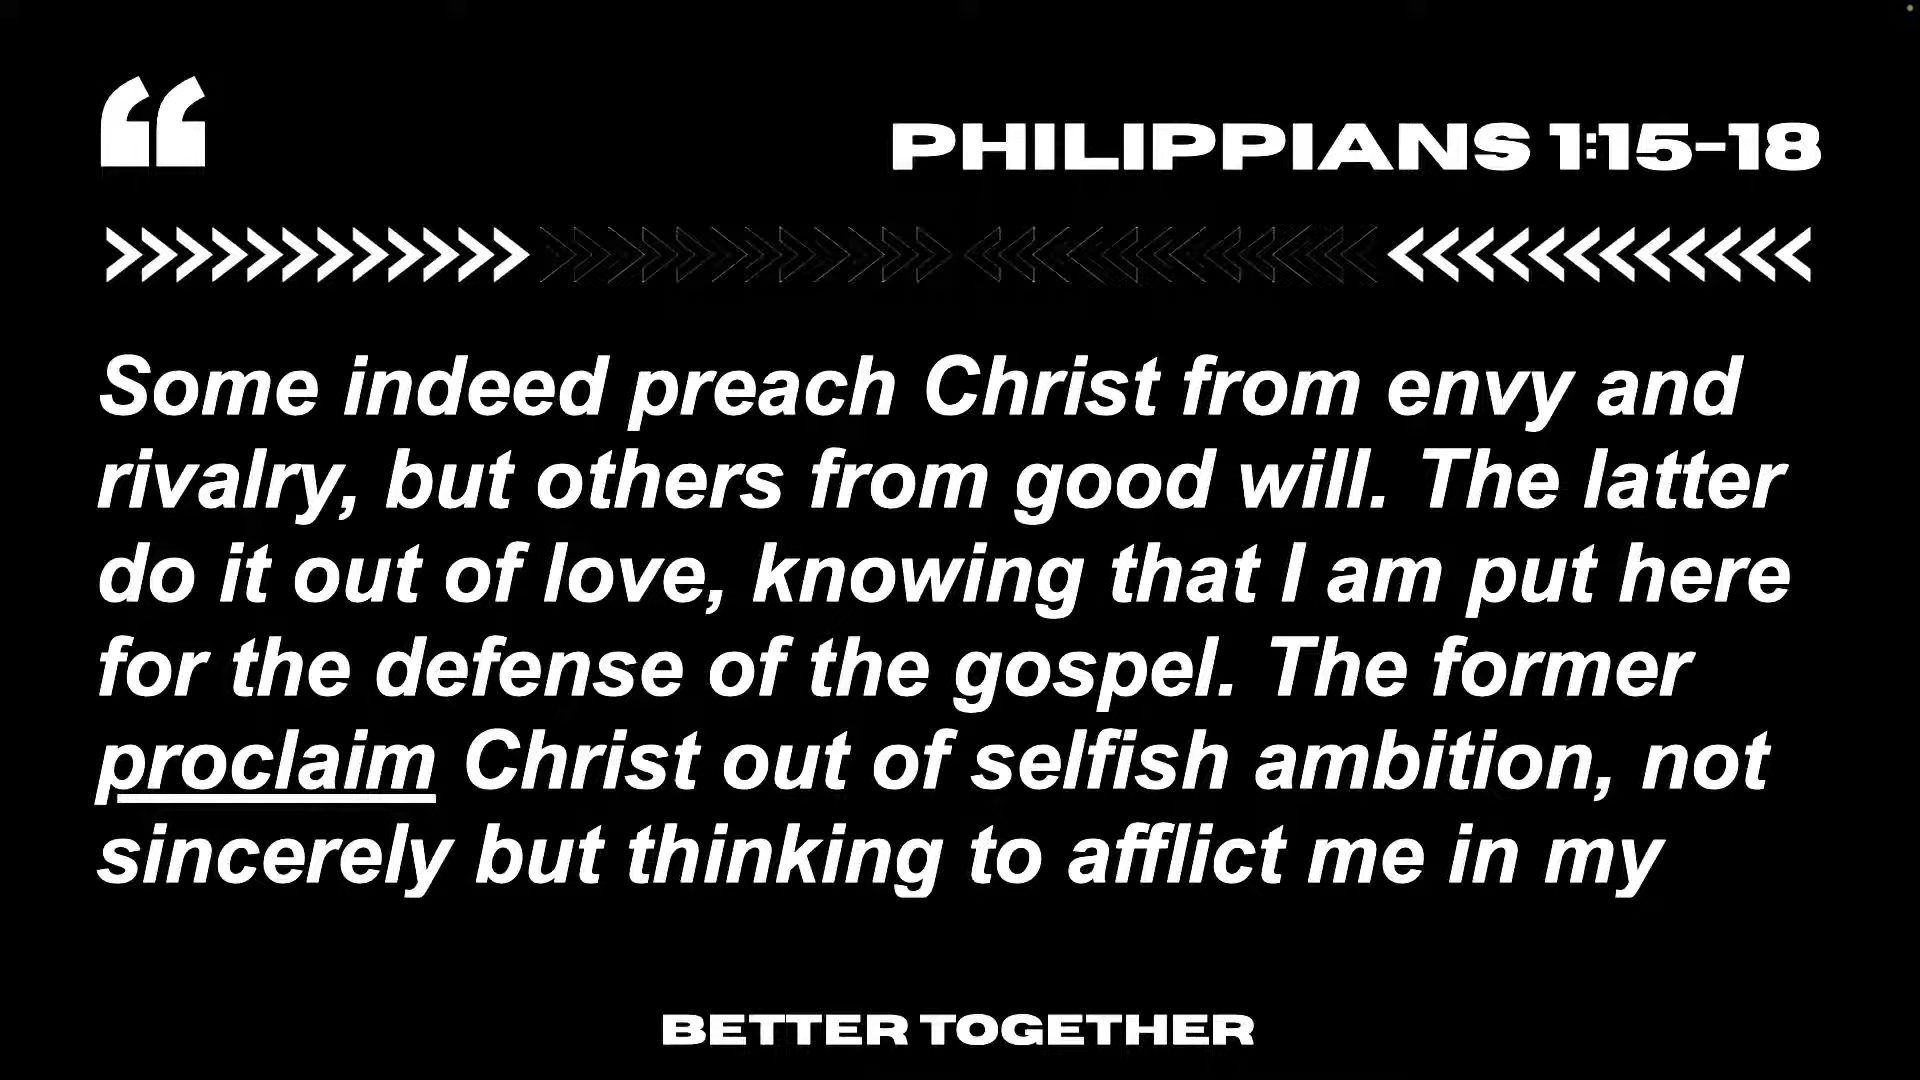 “
PHILIPPIANS 1:15-18
Some indeed preach Christ from envy and
rivalry, but others from good will. The latter
do it out of love, knowing that I am put here
for the defense of the gospel. The former
proclaim Christ out of selfish ambition, not
sincerely but thinking to afflict me in my
BETTER TOGETHER